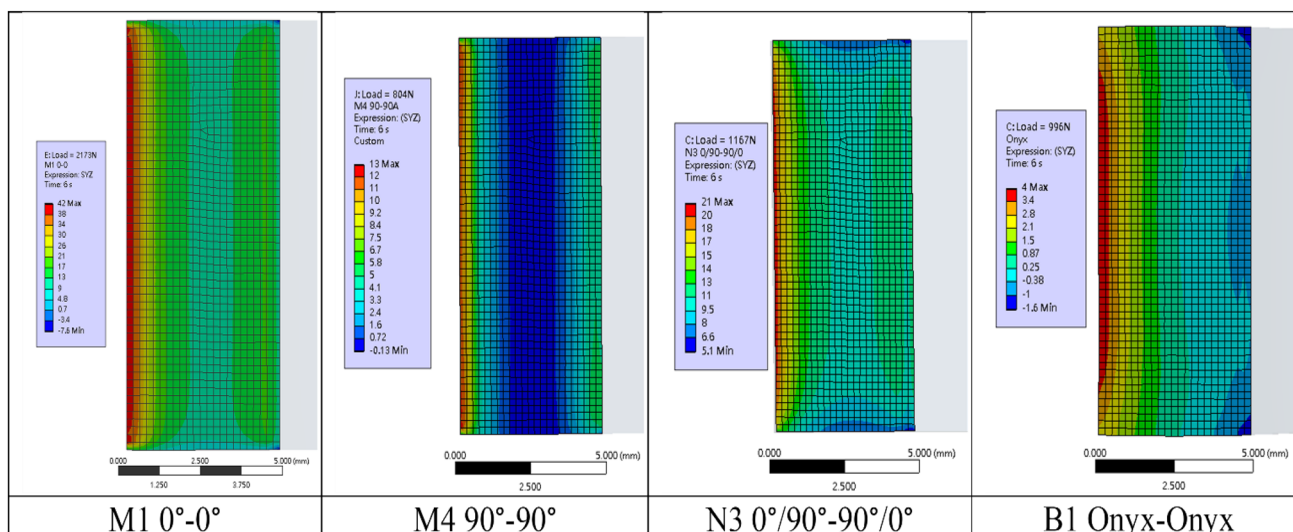 E: Load = 2173N
M1 0-0
Expression: SYZ
Time: 6 s
42 Max
38
34
30
26
21
17
13
9
4.8
0.7
-3.4
-7.6 Min
0.000 2.500 5.000 (mm)
1.250 3.750
M1 0°-0°
J: Load = 804N
M4 90-90A
Expression: (SYZ)
Time: 6 s
Custom
13 Max
12
11
10
9.2
8.4
7.5
6.7
5.8
5
4.1
3.3
2.4
1.6
0.72
-0.13 Min
0.000 5.000 (mm)
2.500
M4 90°-90°
C: Load = 1167N
N3 0/90-90/0
Expression: (SYZ)
Time: 6 s
21 Max
20
18
17
15
14
13
11
9.5
8
6.6
5.1 Min
0.000 5.000 (mm)
2.500
N3 0°/90°-90°/0°
C: Load = 996N
Onyx
Expression: (SYZ)
Time: 6 s
4 Max
3.4
2.8
2.1
1.5
0.87
0.25
-0.38
-1
-1.6 Min
0.000 5.000 (mm)
2.500
B1 Onyx-Onyx